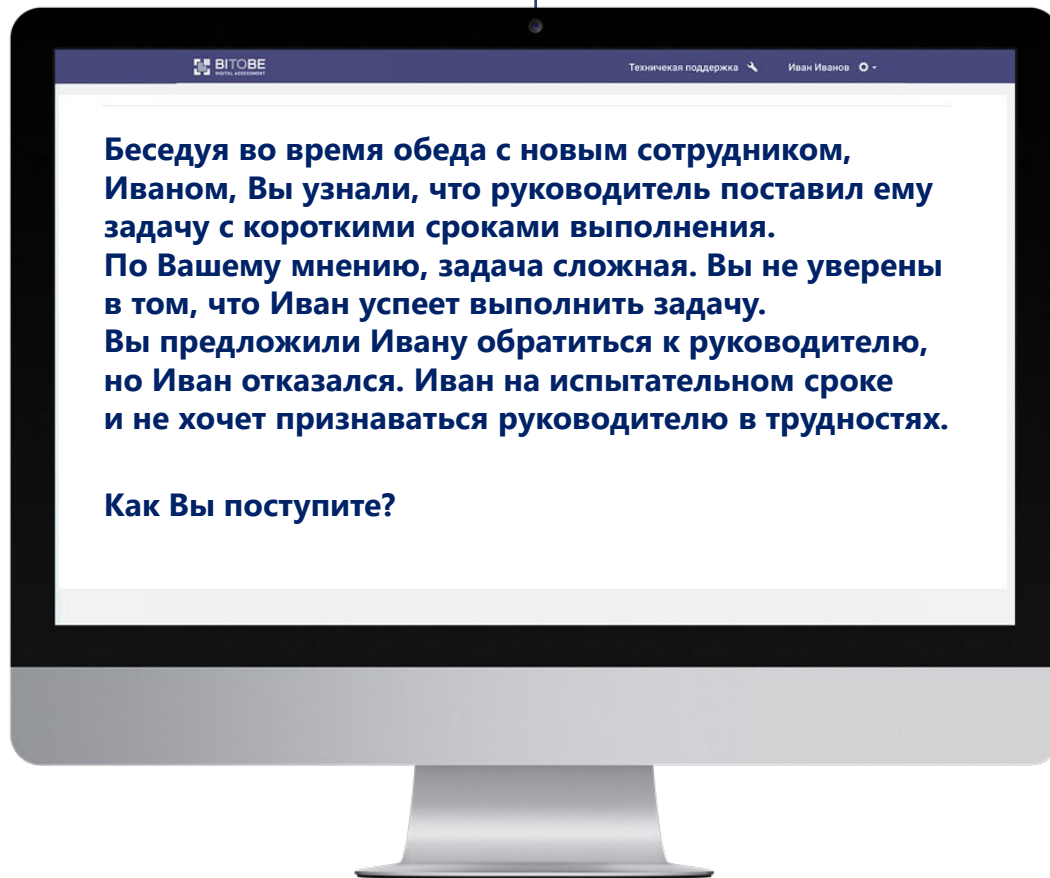 BITOBE
DIGITAL ASSESSMENT
Техничекая поддержка
Иван Иванов
Беседуя во время обеда с новым сотрудником,
Иваном, Вы узнали, что руководитель поставил ему
задачу с короткими сроками выполнения.
По Вашему мнению, задача сложная. Вы не уверены
в том, что Иван успеет выполнить задачу.
Вы предложили Ивану обратиться к руководителю,
но Иван отказался. Иван на испытательном сроке
и не хочет признаваться руководителю в трудностях.
Как Вы поступите?